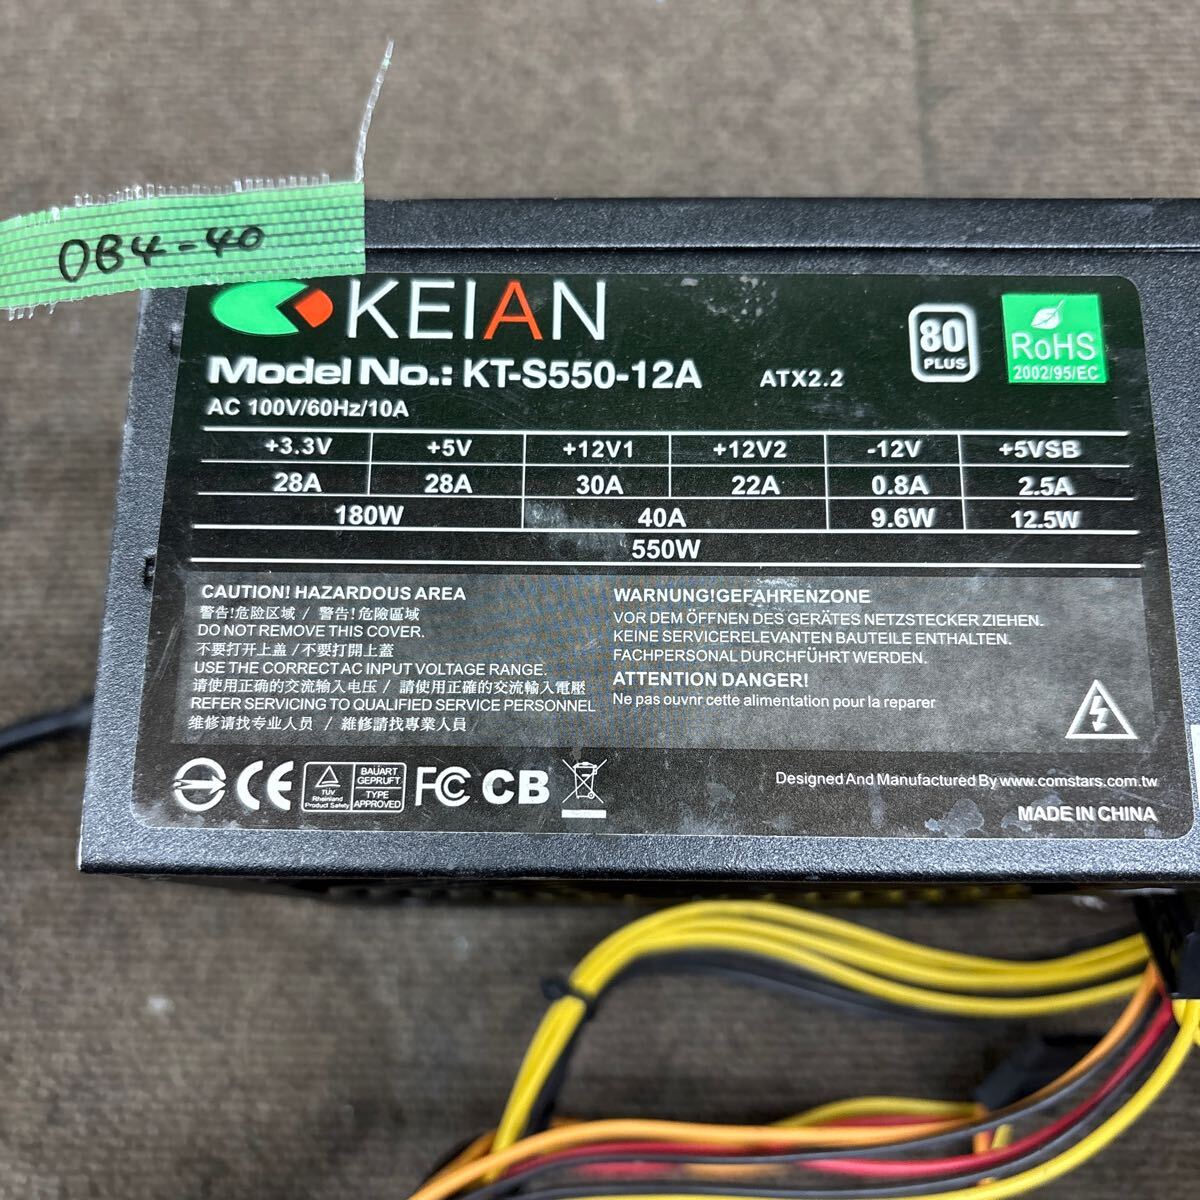 OB4-40
KEIAN
Model No.: KT-S550-12A ATX2.2
80 PLUS
RoHS
2002/95/EC
AC 100V/60Hz/10A
+3.3V +5V +12V1 +12V2 -12V +5VSB
28A 28A 30A 22A 0.8A 2.5A
180W 40A 9.6W 12.5W
550W
CAUTION! HAZARDOUS AREA
警告!危险区域 / 警告!危險區域
DO NOT REMOVE THIS COVER.
不要打开上盖 / 不要打開上蓋
USE THE CORRECT AC INPUT VOLTAGE RANGE.
请使用正确的交流输入电压 / 請使用正確的交流輸入電壓
REFER SERVICING TO QUALIFIED SERVICE PERSONNEL
维修请找专业人员 / 維修請找專業人員
WARNUNG!GEFAHRENZONE
VOR DEM ÖFFNEN DES GERÄTES NETZSTECKER ZIEHEN.
KEINE SERVICERELEVANTEN BAUTEILE ENTHALTEN.
FACHPERSONAL DURCHFÜHRT WERDEN.
ATTENTION DANGER!
Ne pas ouvnr cette alimentation pour la reparer
CE
TÜV
Rheinland
Product Safety
BAUART
GEPRÜFT
TYPE
APPROVED
FC CB
Designed And Manufactured By www.comstars.com.tw
MADE IN CHINA